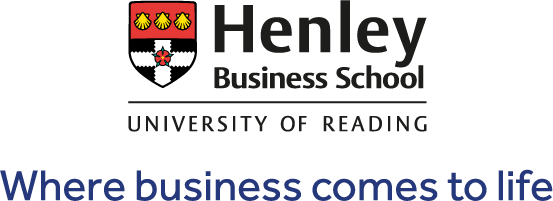 Henley
Business School
UNIVERSITY OF READING
Where business comes to life